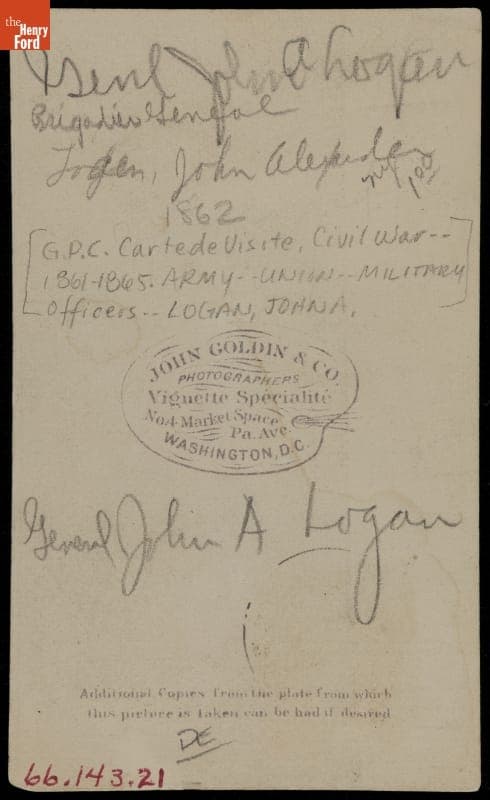 the
Henry
Ford
Genl John A Logan
Brigadier General
Logan, John Alexander
1862
[G.P.C. Carte de Visite. Civil War--
1861-1865. ARMY--UNION--MILITARY
Officers--LOGAN, JOHN A.]
JOHN GOLDIN & CO.
PHOTOGRAPHERS
Vignette Specialité
No. 4 Market Space
Pa. Ave.
WASHINGTON, D.C.
General John A Logan
Additional Copies from the plate from which
this picture is taken can be had if desired
DE
66.143.21